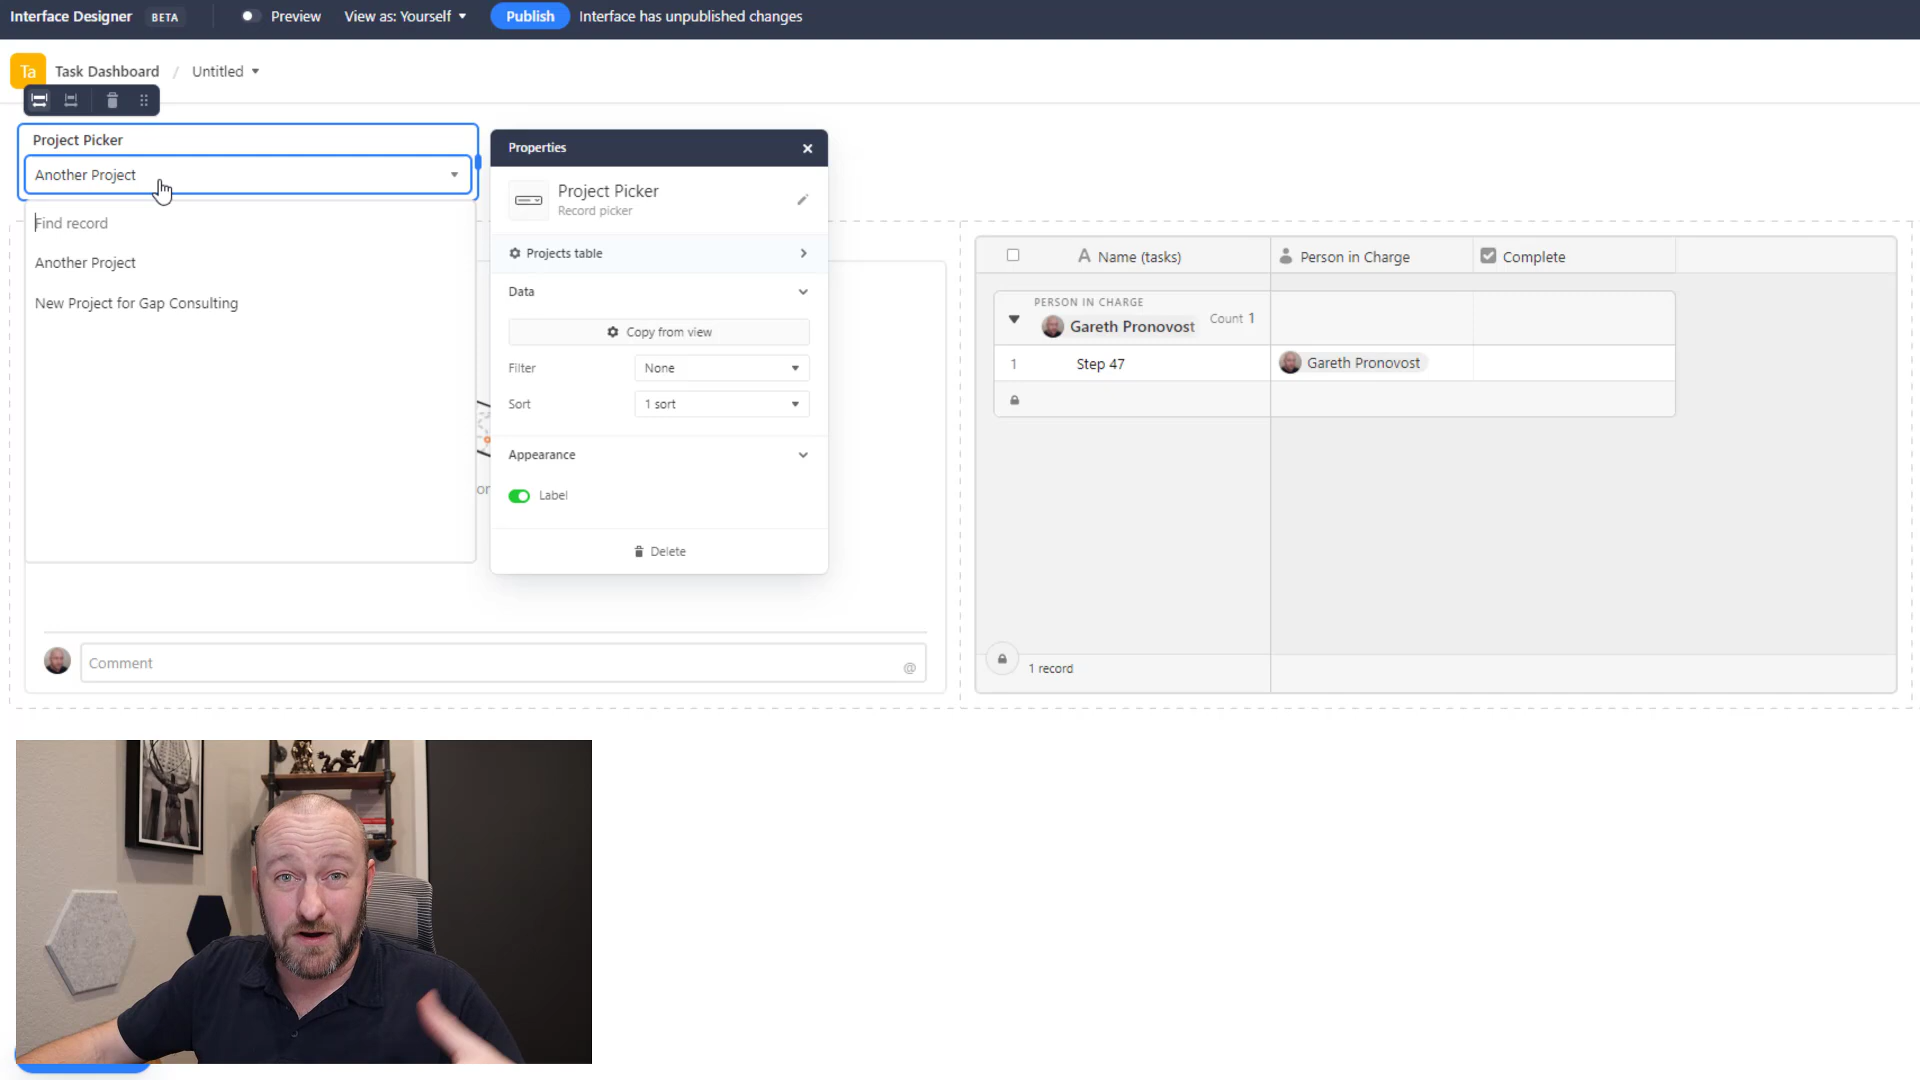 Interface Designer BETA Preview View as: Yourself Publish Interface has unpublished changes
Ta Task Dashboard / Untitled
Project Picker
Another Project
Find record
Another Project
New Project for Gap Consulting
or
Properties
Project Picker
Record picker
Projects table
Data
Copy from view
Filter None
Sort 1 sort
Appearance
Label
Delete
Name (tasks) Person in Charge Complete
PERSON IN CHARGE
Gareth Pronovost Count 1
1 Step 47 Gareth Pronovost
1 record
Comment @